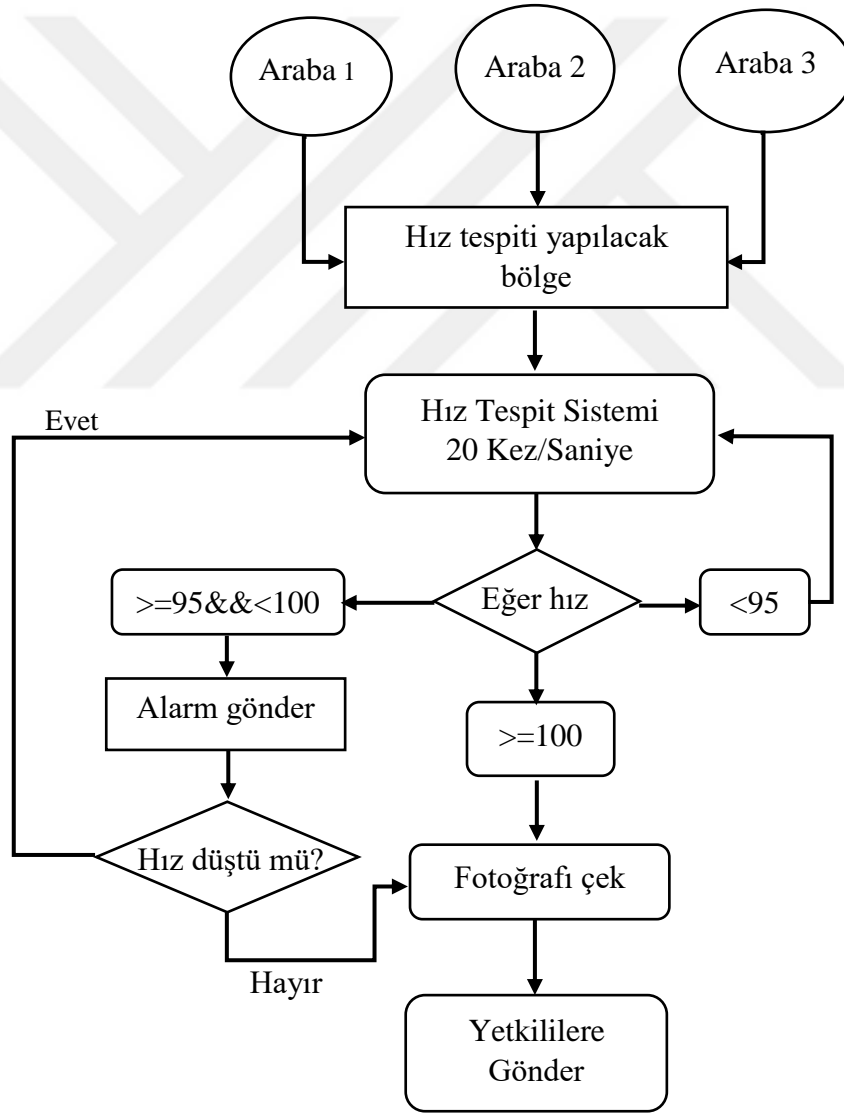 Araba 1
Araba 2
Araba 3
Hız tespiti yapılacak
bölge
Evet
Hız Tespit Sistemi
20 Kez/Saniye
>=95&&<100
Eğer hız
<95
Alarm gönder
>=100
Hız düştü mü?
Fotoğrafı çek
Hayır
Yetkililere
Gönder